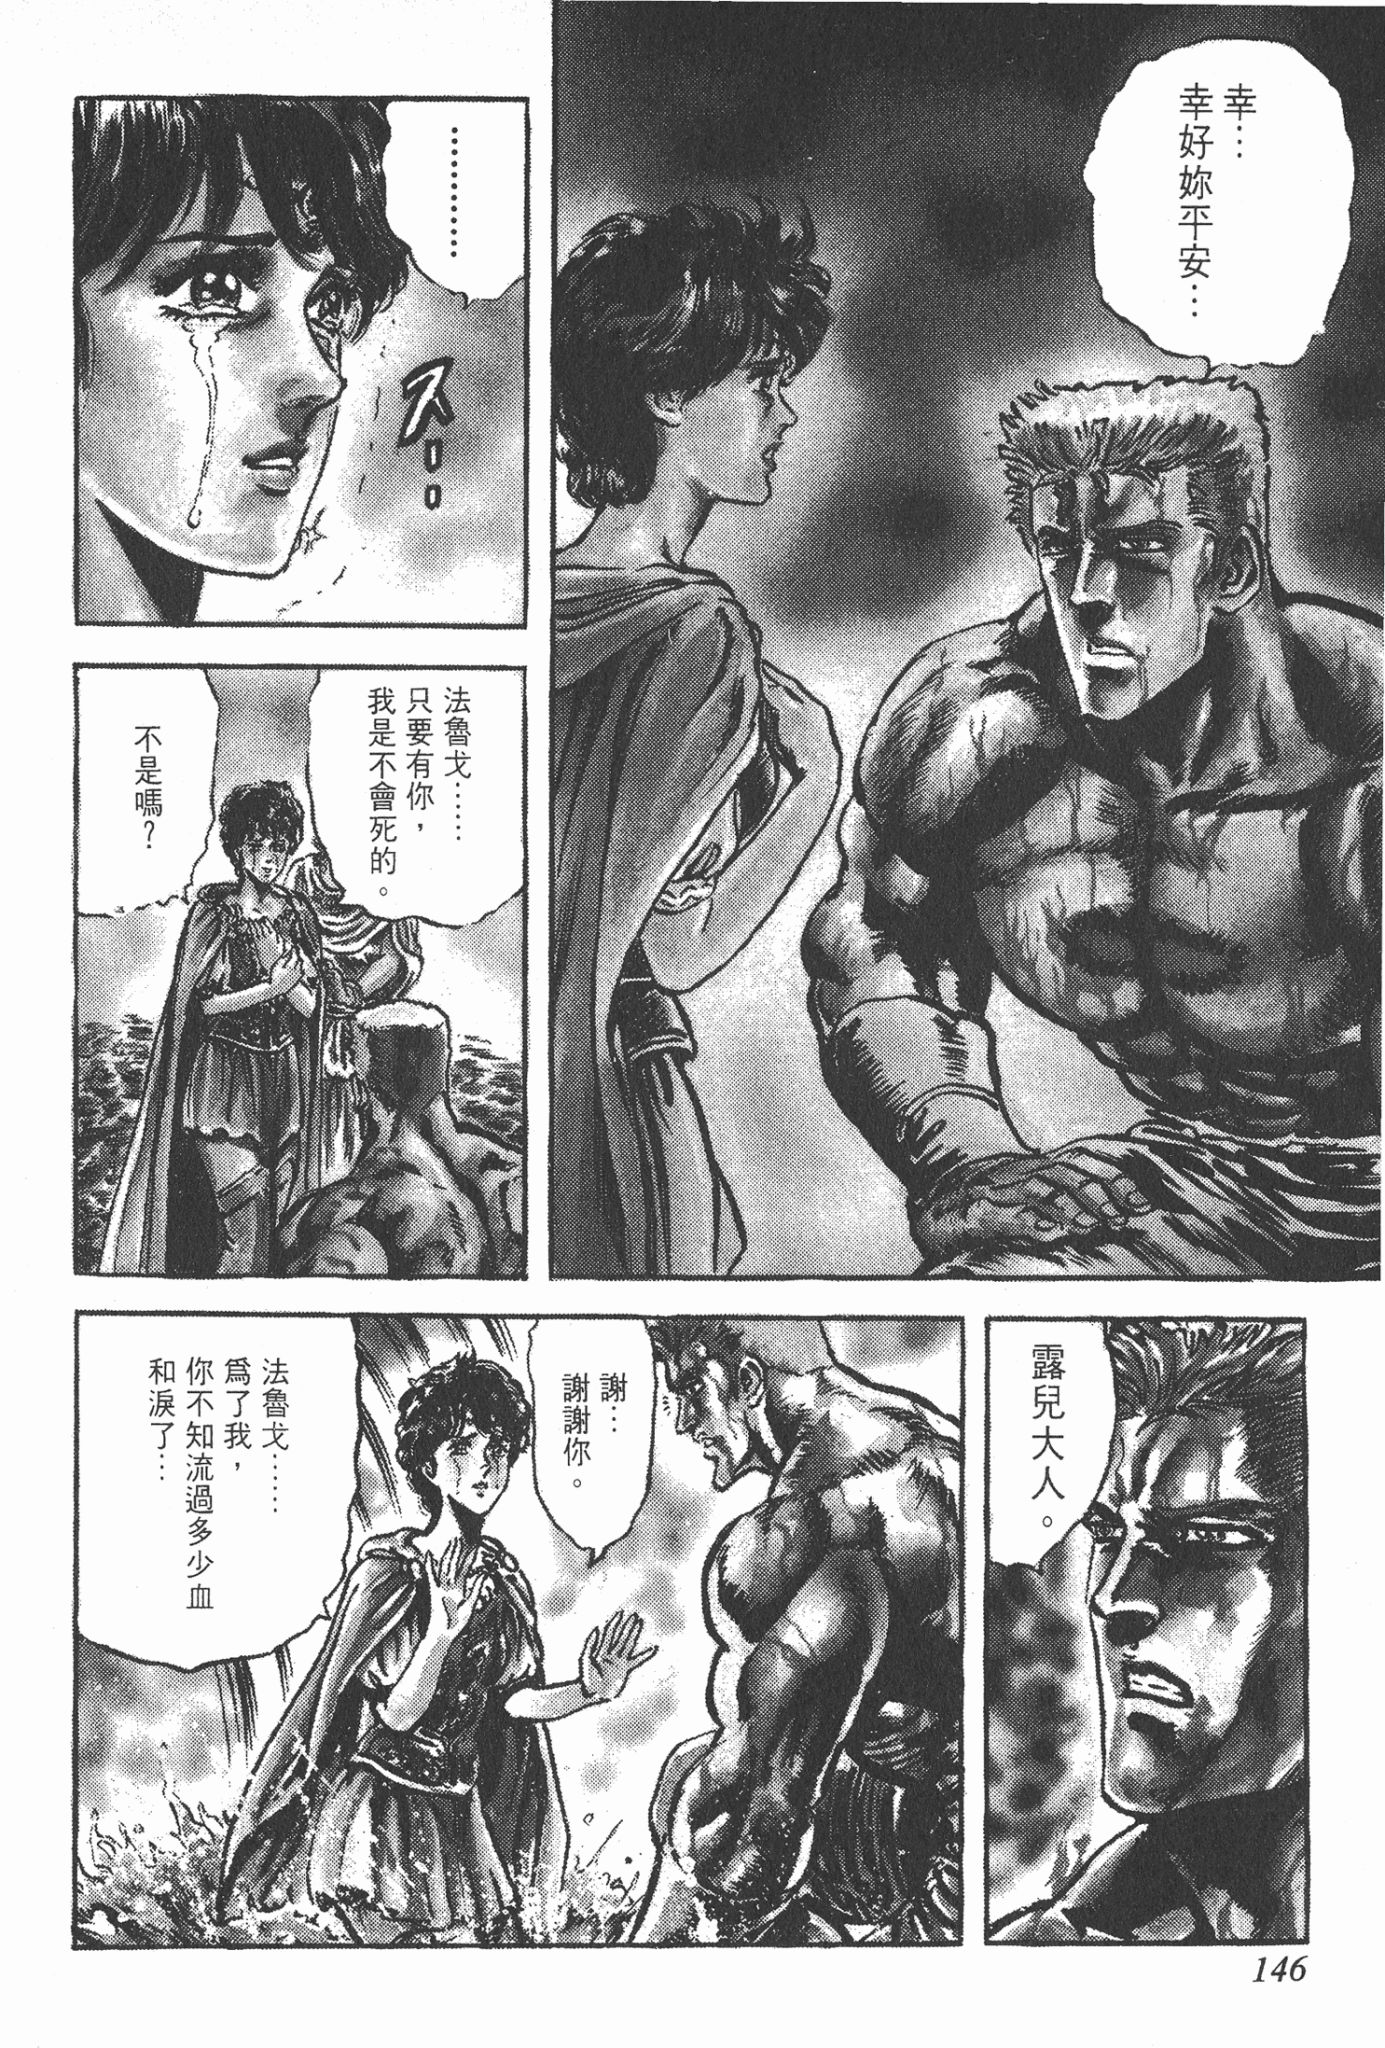 幸…
幸好妳平安…
…………
スー
法魯戈……
只要有你，
我是不會死的。
不是嗎？
露兒大人。
謝…
謝謝你。
法魯戈……
爲了我，
你不知流過多少血
和淚了…
146